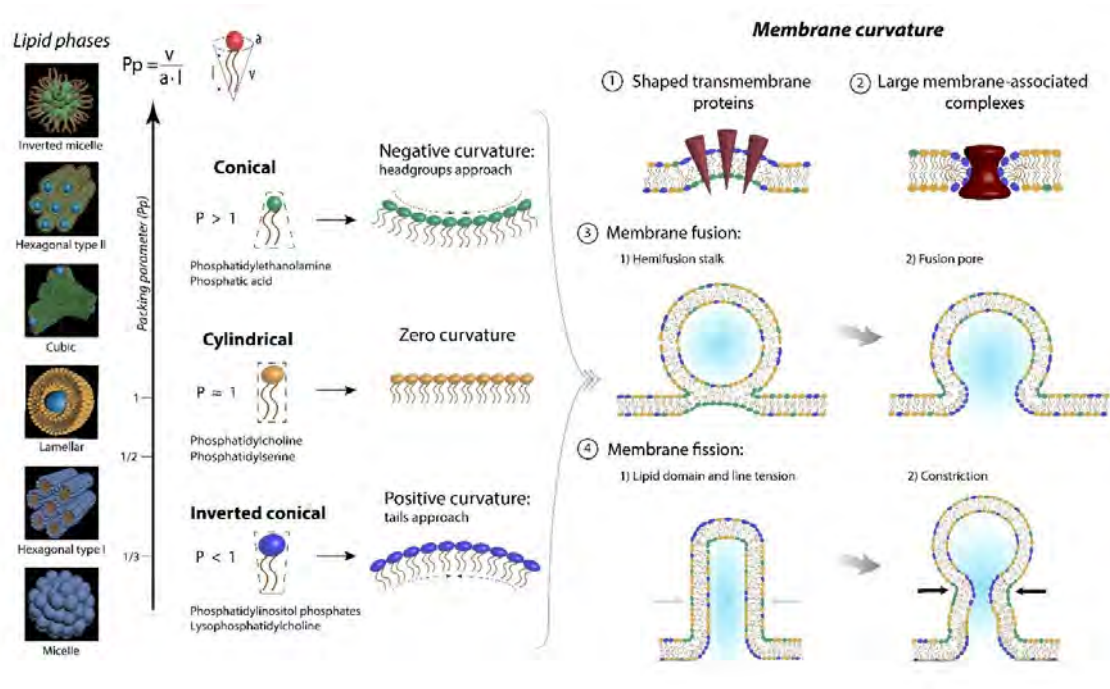 Lipid phases
Pp = v
a·l
a
l
v
Inverted micelle
Hexagonal type II
Cubic
Lamellar
Hexagonal type I
Micelle
Packing parameter (Pp)
1
1/2
1/3
Conical
P > 1
Phosphatidylethanolamine
Phosphatic acid
Negative curvature:
headgroups approach
Cylindrical
P ≈ 1
Phosphatidylcholine
Phosphatidylserine
Zero curvature
Inverted conical
P < 1
Phosphatidylinositol phosphates
Lysophosphatidylcholine
Positive curvature:
tails approach
Membrane curvature
1 Shaped transmembrane
proteins
2 Large membrane-associated
complexes
3 Membrane fusion:
1) Hemifusion stalk
2) Fusion pore
4 Membrane fission:
1) Lipid domain and line tension
2) Constriction